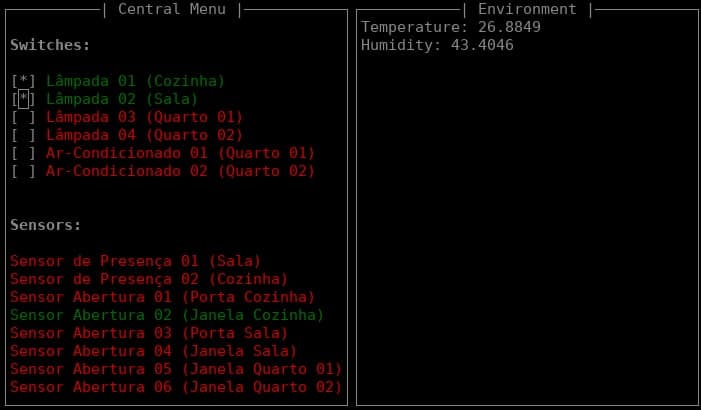 Central Menu
Switches:
[*] Lâmpada 01 (Cozinha)
[*] Lâmpada 02 (Sala)
[ ] Lâmpada 03 (Quarto 01)
[ ] Lâmpada 04 (Quarto 02)
[ ] Ar-Condicionado 01 (Quarto 01)
[ ] Ar-Condicionado 02 (Quarto 02)
Sensors:
Sensor de Presença 01 (Sala)
Sensor de Presença 02 (Cozinha)
Sensor Abertura 01 (Porta Cozinha)
Sensor Abertura 02 (Janela Cozinha)
Sensor Abertura 03 (Porta Sala)
Sensor Abertura 04 (Janela Sala)
Sensor Abertura 05 (Janela Quarto 01)
Sensor Abertura 06 (Janela Quarto 02)
Environment
Temperature: 26.8849
Humidity: 43.4046